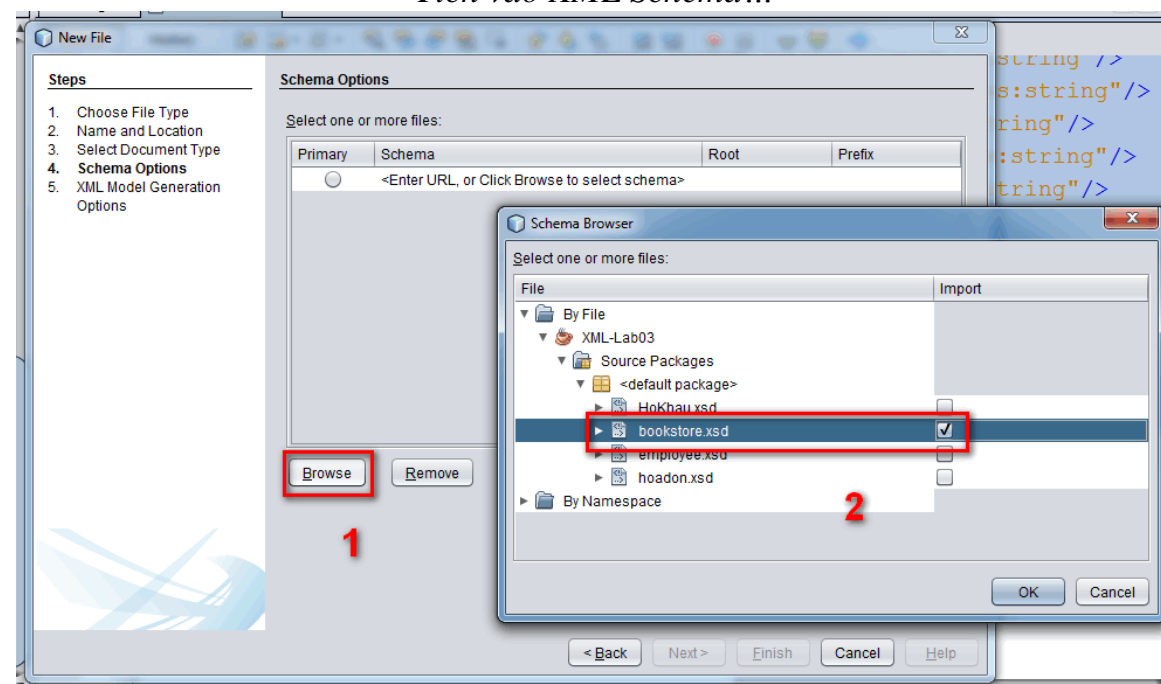 XML Schema…
New File
string"/>
s:string"/>
ring"/>
:string"/>
tring"/>
Steps
1. Choose File Type
2. Name and Location
3. Select Document Type
4. Schema Options
5. XML Model Generation
Options
Schema Options
Select one or more files:
Primary Schema Root Prefix
<Enter URL, or Click Browse to select schema>
Browse Remove
1
Schema Browser
Select one or more files:
File Import
By File
XML-Lab03
Source Packages
<default package>
HoKhau.xsd
bookstore.xsd
employee.xsd
hoadon.xsd
By Namespace
2
OK Cancel
< Back Next > Finish Cancel Help